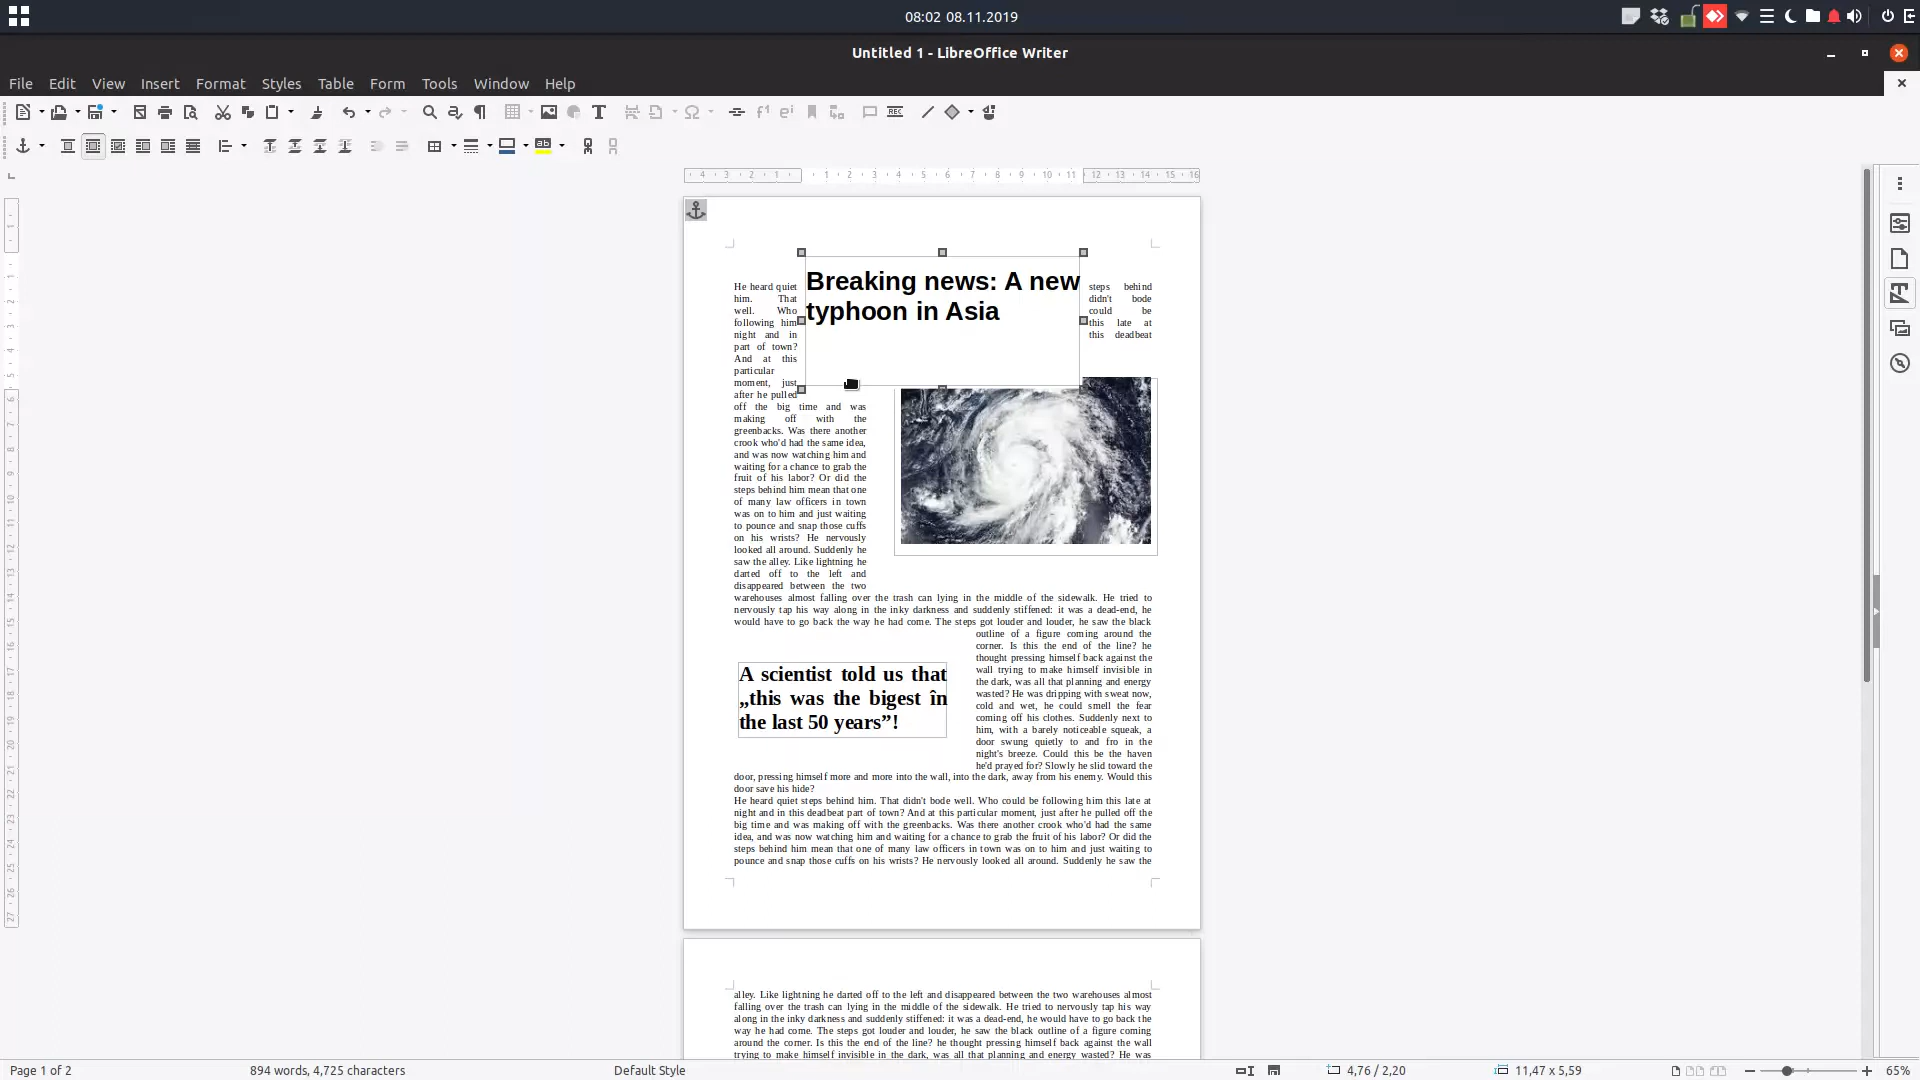 08:02 08.11.2019
Untitled 1 - LibreOffice Writer
File Edit View Insert Format Styles Table Form Tools Window Help
4 3 2 1 1 2 3 4 5 6 7 8 9 10 11 12 13 14 15 16
Breaking news: A new
typhoon in Asia
He heard quiet
him. That
well. Who
following him
night and in
part of town?
And at this
particular
moment, just
after he pulled
steps behind
didn't bode
could be
this late at
this deadbeat
off the big time and was
making off with the
greenbacks. Was there another
crook who'd had the same idea,
and was now watching him and
waiting for a chance to grab the
fruit of his labor? Or did the
steps behind him mean that one
of many law officers in town
was on to him and just waiting
to pounce and snap those cuffs
on his wrists? He nervously
looked all around. Suddenly he
saw the alley. Like lightning he
darted off to the left and
disappeared between the two
warehouses almost falling over the trash can lying in the middle of the sidewalk. He tried to
nervously tap his way along in the inky darkness and suddenly stiffened: it was a dead-end, he
would have to go back the way he had come. The steps got louder and louder, he saw the black
outline of a figure coming around the
corner. Is this the end of the line? he
thought pressing himself back against the
wall trying to make himself invisible in
the dark, was all that planning and energy
wasted? He was dripping with sweat now,
cold and wet, he could smell the fear
coming off his clothes. Suddenly next to
him, with a barely noticeable squeak, a
door swung quietly to and fro in the
night's breeze. Could this be the haven
he'd prayed for? Slowly he slid toward the
A scientist told us that
„this was the bigest în
the last 50 years”!
door, pressing himself more and more into the wall, into the dark, away from his enemy. Would this
door save his hide?
He heard quiet steps behind him. That didn't bode well. Who could be following him this late at
night and in this deadbeat part of town? And at this particular moment, just after he pulled off the
big time and was making off with the greenbacks. Was there another crook who'd had the same
idea, and was now watching him and waiting for a chance to grab the fruit of his labor? Or did the
steps behind him mean that one of many law officers in town was on to him and just waiting to
pounce and snap those cuffs on his wrists? He nervously looked all around. Suddenly he saw the
alley. Like lightning he darted off to the left and disappeared between the two warehouses almost
falling over the trash can lying in the middle of the sidewalk. He tried to nervously tap his way
along in the inky darkness and suddenly stiffened: it was a dead-end, he would have to go back the
way he had come. The steps got louder and louder, he saw the black outline of a figure coming
around the corner. Is this the end of the line? he thought pressing himself back against the wall
trying to make himself invisible in the dark, was all that planning and energy wasted? He was
Page 1 of 2 894 words, 4,725 characters Default Style 4,76 / 2,20 11,47 x 5,59 65%